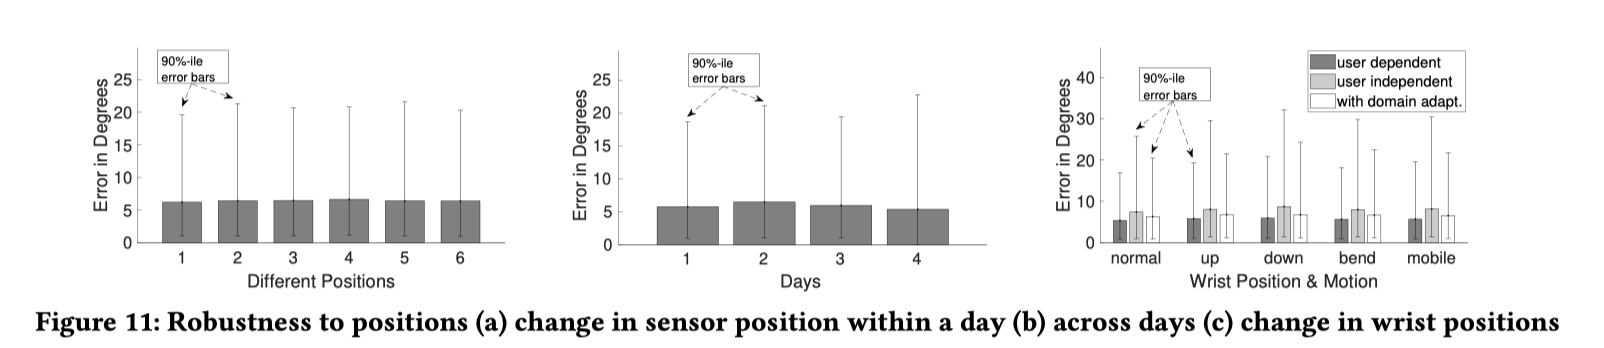 90%-ile
error bars
Error in Degrees
25
20
15
10
5
0
1 2 3 4 5 6
Different Positions
90%-ile
error bars
Error in Degrees
25
20
15
10
5
0
1 2 3 4
Days
90%-ile
error bars
user dependent
user independent
with domain adapt.
Error in Degrees
40
30
20
10
0
normal up down bend mobile
Wrist Position & Motion
Figure 11: Robustness to positions (a) change in sensor position within a day (b) across days (c) change in wrist positions